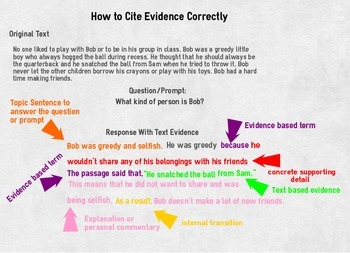 How to Cite Evidence Correctly
Original Text
No one liked to play with Bob or to be in his group in class. Bob was a greedy little
boy who always hogged the ball during recess. He thought that he should always be
the quarterback and he snatched the ball from Sam when he tried to throw it. Bob
never let the other children borrow his crayons or play with his toys. Bob had a hard
time making friends.
Question/Prompt:
What kind of person is Bob?
Topic Sentence to
answer the question
or prompt
Evidence based term
Response With Text Evidence
Bob was greedy and selfish. He was greedy because he
wouldn't share any of his belongings with his friends
Evidence based term
The passage said that, "He snatched the ball from Sam."
concrete supporting
detail
Text based evidence
This means that he did not want to share and was
being selfish. As a result, Bob doesn't make a lot of new friends.
Explanation or
personal commentary
internal transition